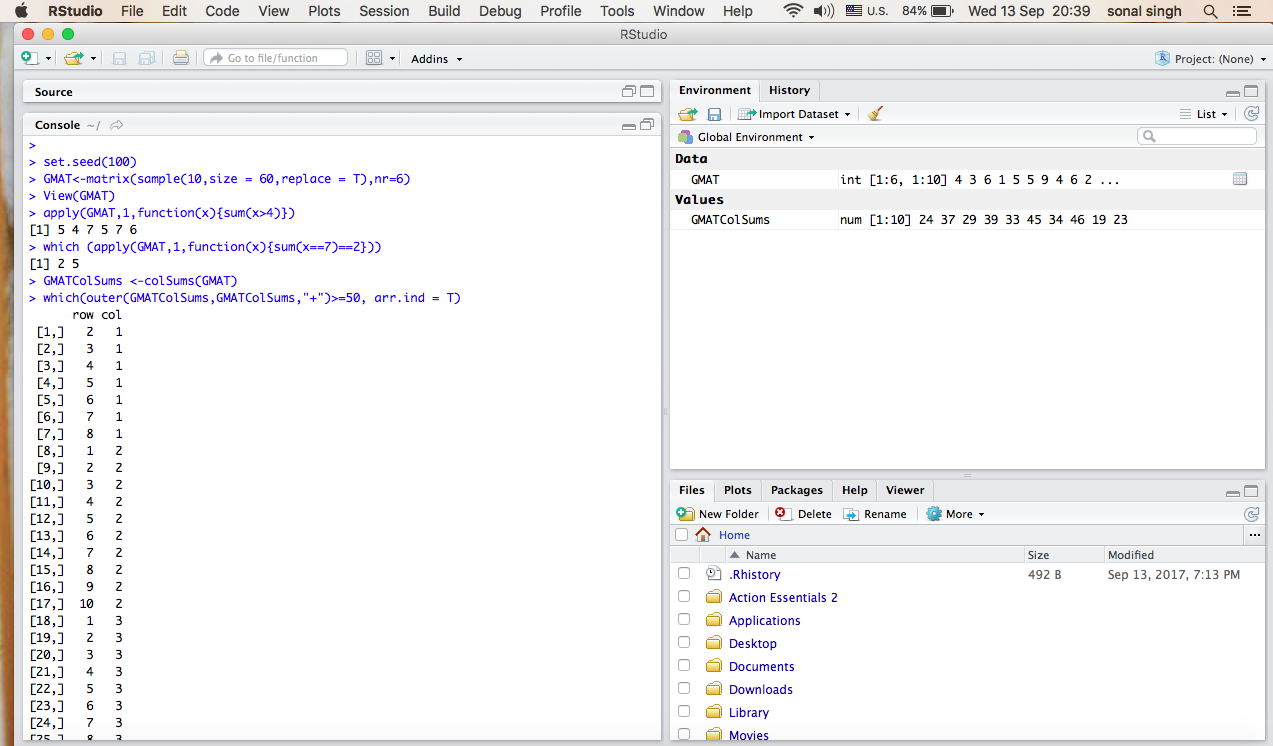 RStudio File Edit Code View Plots Session Build Debug Profile Tools Window Help U.S. 84% Wed 13 Sep 20:39 sonal singh
RStudio
Go to file/function Addins Project: (None)
Source
Console ~/
>
> set.seed(100)
> GMAT<-matrix(sample(10,size = 60,replace = T),nr=6)
> View(GMAT)
> apply(GMAT,1,function(x){sum(x>4)})
[1] 5 4 7 5 7 6
> which (apply(GMAT,1,function(x){sum(x==7)==2}))
[1] 2 5
> GMATColSums <-colSums(GMAT)
> which(outer(GMATColSums,GMATColSums,"+")>=50, arr.ind = T)
row col
[1,] 2 1
[2,] 3 1
[3,] 4 1
[4,] 5 1
[5,] 6 1
[6,] 7 1
[7,] 8 1
[8,] 1 2
[9,] 2 2
[10,] 3 2
[11,] 4 2
[12,] 5 2
[13,] 6 2
[14,] 7 2
[15,] 8 2
[16,] 9 2
[17,] 10 2
[18,] 1 3
[19,] 2 3
[20,] 3 3
[21,] 4 3
[22,] 5 3
[23,] 6 3
[24,] 7 3
[25,] 8 3
Environment History
Import Dataset List
Global Environment
Data
GMAT int [1:6, 1:10] 4 3 6 1 5 5 9 4 6 2 ...
Values
GMATColSums num [1:10] 24 37 29 39 33 45 34 46 19 23
Files Plots Packages Help Viewer
New Folder Delete Rename More
Home ...
Name Size Modified
.Rhistory 492 B Sep 13, 2017, 7:13 PM
Action Essentials 2
Applications
Desktop
Documents
Downloads
Library
Movies